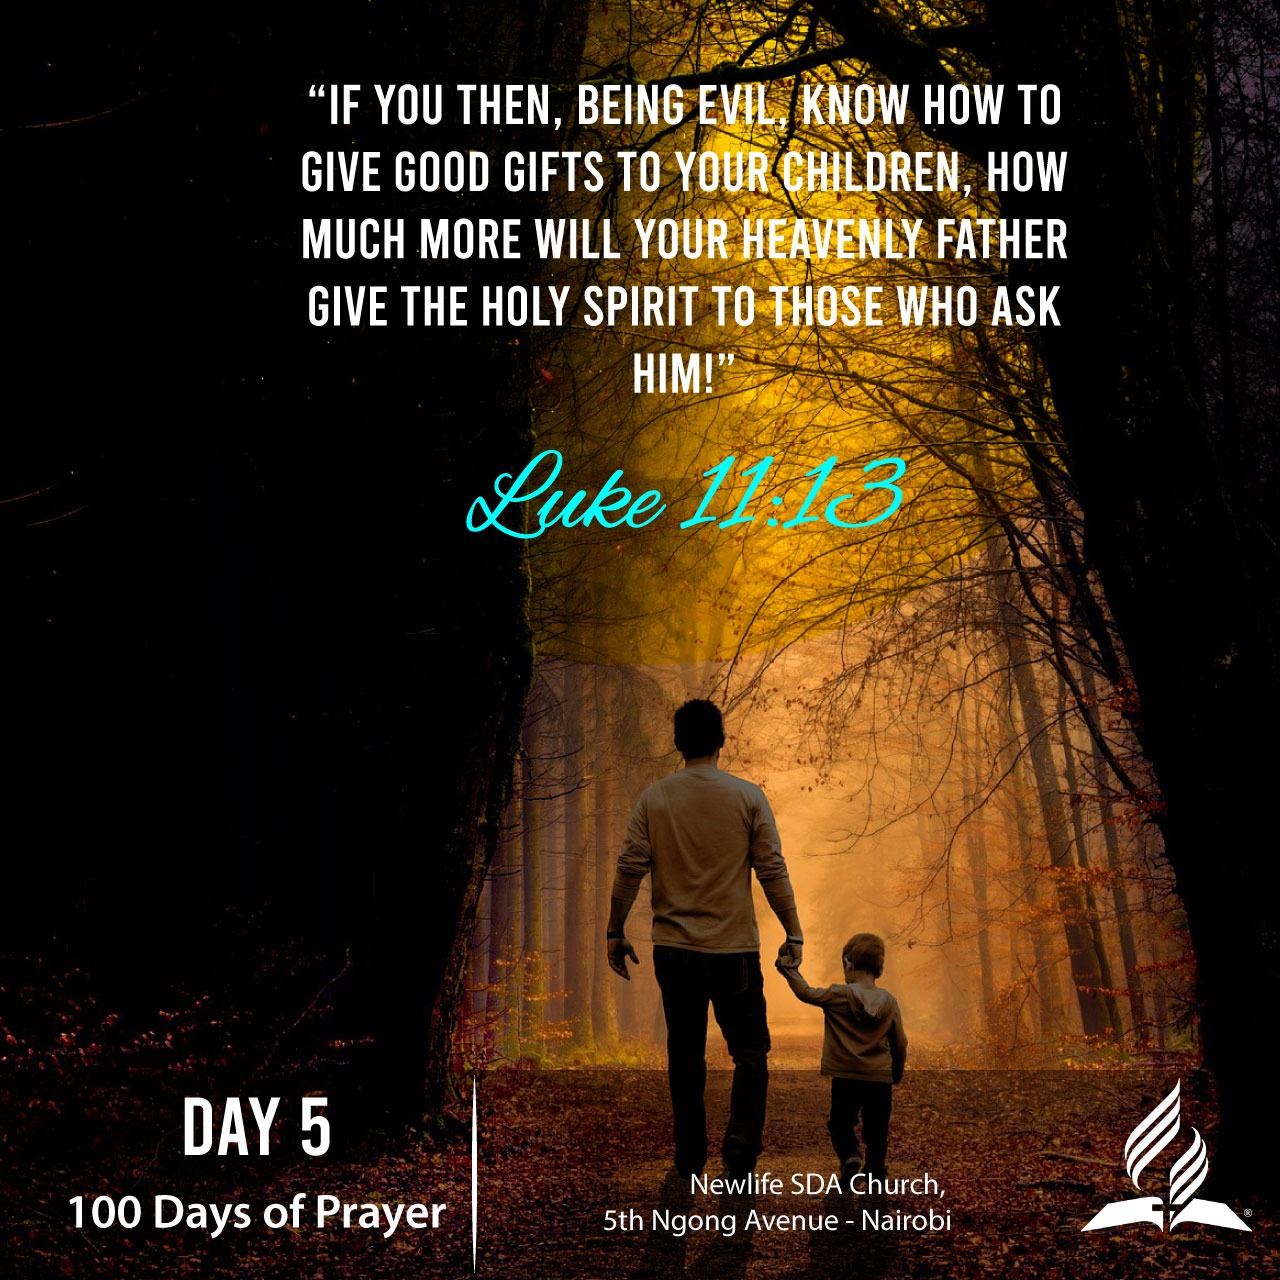 “IF YOU THEN, BEING EVIL, KNOW HOW TO
GIVE GOOD GIFTS TO YOUR CHILDREN, HOW
MUCH MORE WILL YOUR HEAVENLY FATHER
GIVE THE HOLY SPIRIT TO THOSE WHO ASK
HIM!”
Luke 11:13
DAY 5
100 Days of Prayer
Newlife SDA Church,
5th Ngong Avenue - Nairobi
®